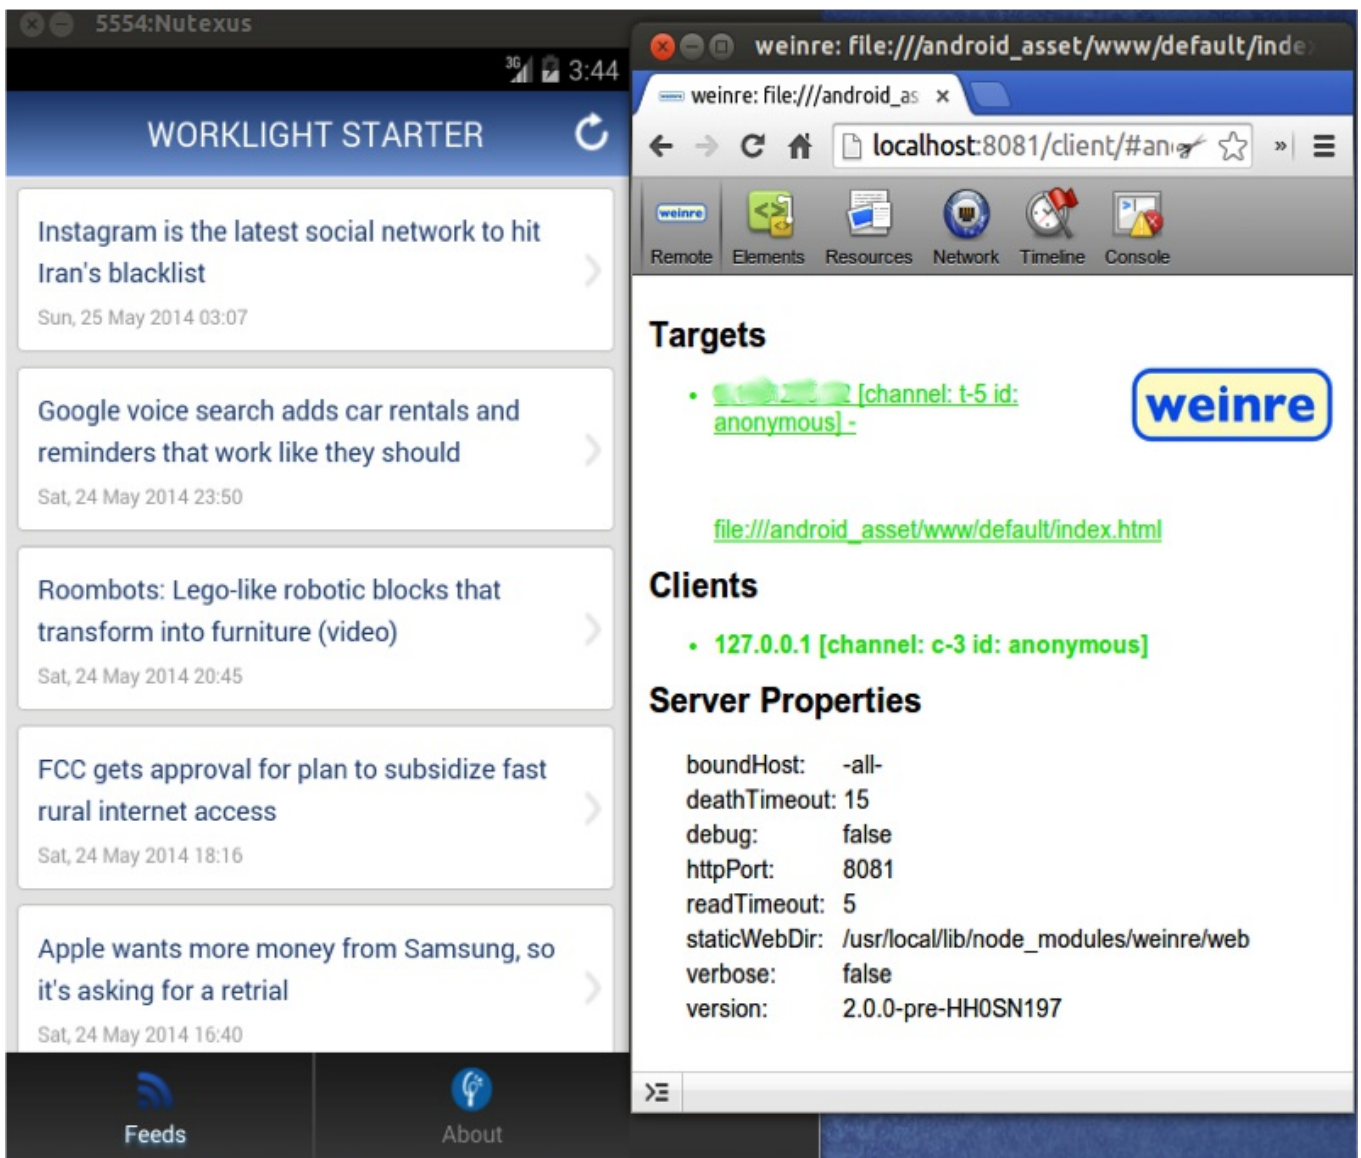 5554:Nutexus
3G 3:44
WORKLIGHT STARTER
Instagram is the latest social network to hit
Iran's blacklist
Sun, 25 May 2014 03:07
Google voice search adds car rentals and
reminders that work like they should
Sat, 24 May 2014 23:50
Roombots: Lego-like robotic blocks that
transform into furniture (video)
Sat, 24 May 2014 20:45
FCC gets approval for plan to subsidize fast
rural internet access
Sat, 24 May 2014 18:16
Apple wants more money from Samsung, so
it's asking for a retrial
Sat, 24 May 2014 16:40
Feeds
About
weinre: file:///android_asset/www/default/inde
weinre: file:///android_as
localhost:8081/client/#an
weinre
Remote Elements Resources Network Timeline Console
Targets
[channel: t-5 id:
anonymous] -
weinre
file:///android_asset/www/default/index.html
Clients
• 127.0.0.1 [channel: c-3 id: anonymous]
Server Properties
boundHost: -all-
deathTimeout: 15
debug: false
httpPort: 8081
readTimeout: 5
staticWebDir: /usr/local/lib/node_modules/weinre/web
verbose: false
version: 2.0.0-pre-HH0SN197